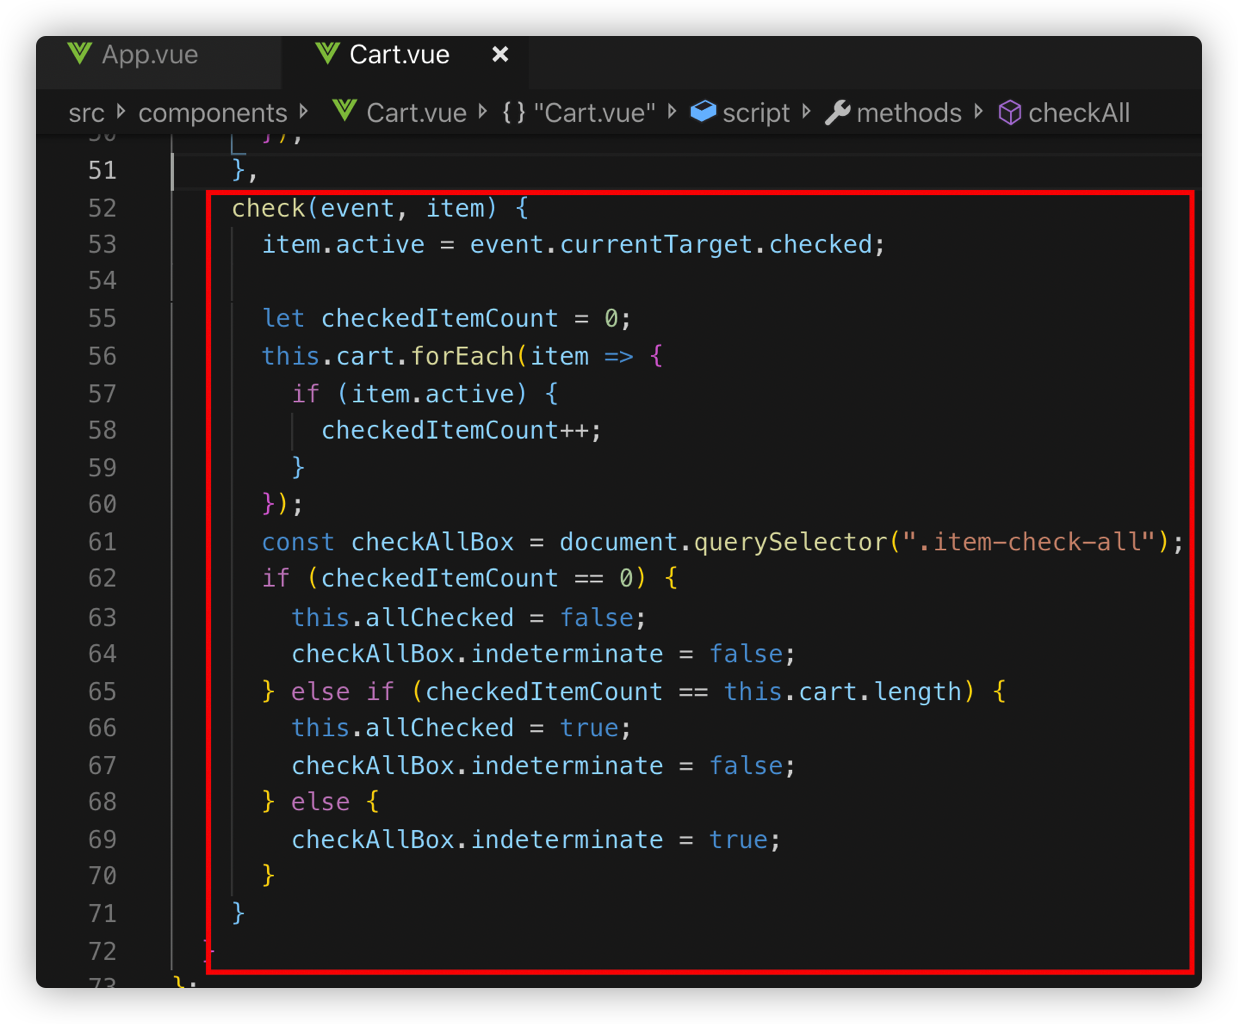 App.vue Cart.vue ×
src components Cart.vue {} "Cart.vue" script methods checkAll
50 });
51 },
52 check(event, item) {
53 item.active = event.currentTarget.checked;
54
55 let checkedItemCount = 0;
56 this.cart.forEach(item => {
57 if (item.active) {
58 checkedItemCount++;
59 }
60 });
61 const checkAllBox = document.querySelector(".item-check-all");
62 if (checkedItemCount == 0) {
63 this.allChecked = false;
64 checkAllBox.indeterminate = false;
65 } else if (checkedItemCount == this.cart.length) {
66 this.allChecked = true;
67 checkAllBox.indeterminate = false;
68 } else {
69 checkAllBox.indeterminate = true;
70 }
71 }
72 }
73 };